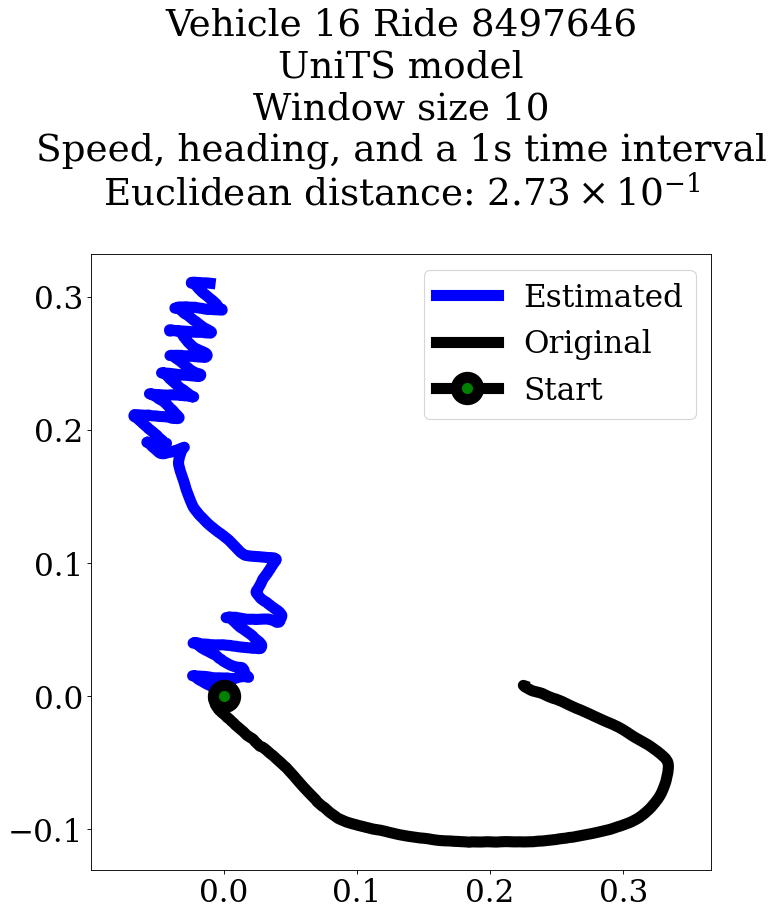 Vehicle 16 Ride 8497646
UniTS model
Window size 10
Speed, heading, and a 1s time interval
Euclidean distance: 2.73 × 10⁻¹
Estimated
Original
Start
0.3
0.2
0.1
0.0
−0.1
0.0 0.1 0.2 0.3